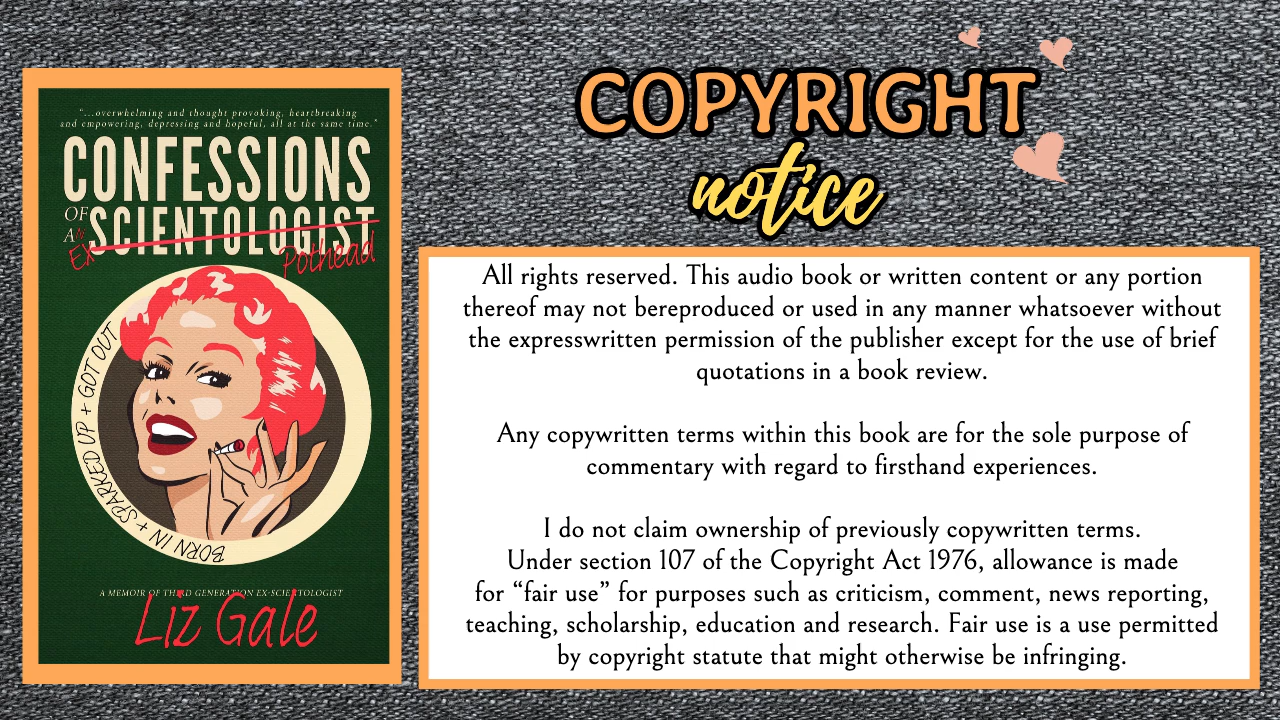 "...overwhelming and thought provoking, heartbreaking
and empowering, depressing and hopeful, all at the same time."
CONFESSIONS
OF
AN SCIENTOLOGIST
Ex Pothead
BORN IN + SPARKED UP + GOT OUT
A MEMOIR OF THIRD GENERATION EX-SCIENTOLOGIST
Liz Gale
COPYRIGHT
notice
All rights reserved. This audio book or written content or any portion
thereof may not bereproduced or used in any manner whatsoever without
the expresswritten permission of the publisher except for the use of brief
quotations in a book review.
Any copywritten terms within this book are for the sole purpose of
commentary with regard to firsthand experiences.
I do not claim ownership of previously copywritten terms.
Under section 107 of the Copyright Act 1976, allowance is made
for “fair use” for purposes such as criticism, comment, news reporting,
teaching, scholarship, education and research. Fair use is a use permitted
by copyright statute that might otherwise be infringing.